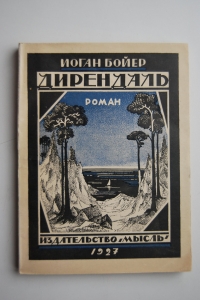 ИОГАН БОЙЕР
ДИРЕНДАЛЬ
РОМАН
ИЗДАТЕЛЬСТВО „МЫСЛЬ“
1927